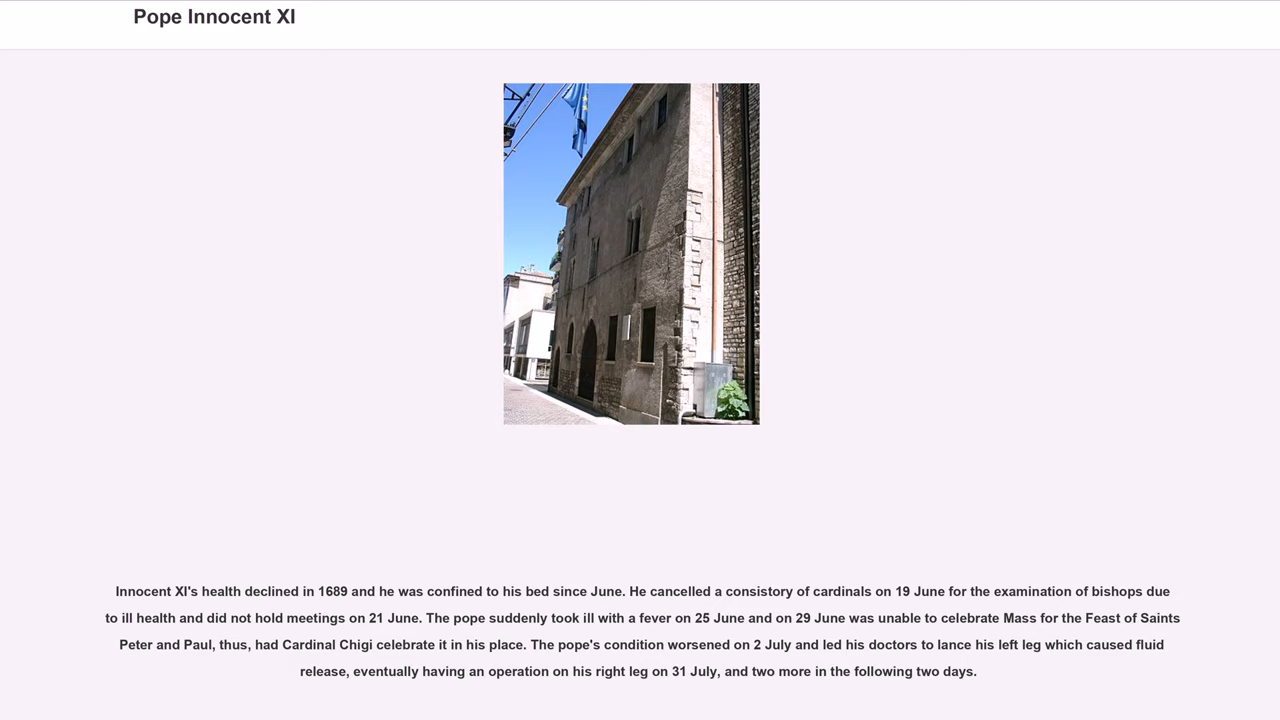 Pope Innocent XI
Innocent XI's health declined in 1689 and he was confined to his bed since June. He cancelled a consistory of cardinals on 19 June for the examination of bishops due
to ill health and did not hold meetings on 21 June. The pope suddenly took ill with a fever on 25 June and on 29 June was unable to celebrate Mass for the Feast of Saints
Peter and Paul, thus, had Cardinal Chigi celebrate it in his place. The pope's condition worsened on 2 July and led his doctors to lance his left leg which caused fluid
release, eventually having an operation on his right leg on 31 July, and two more in the following two days.